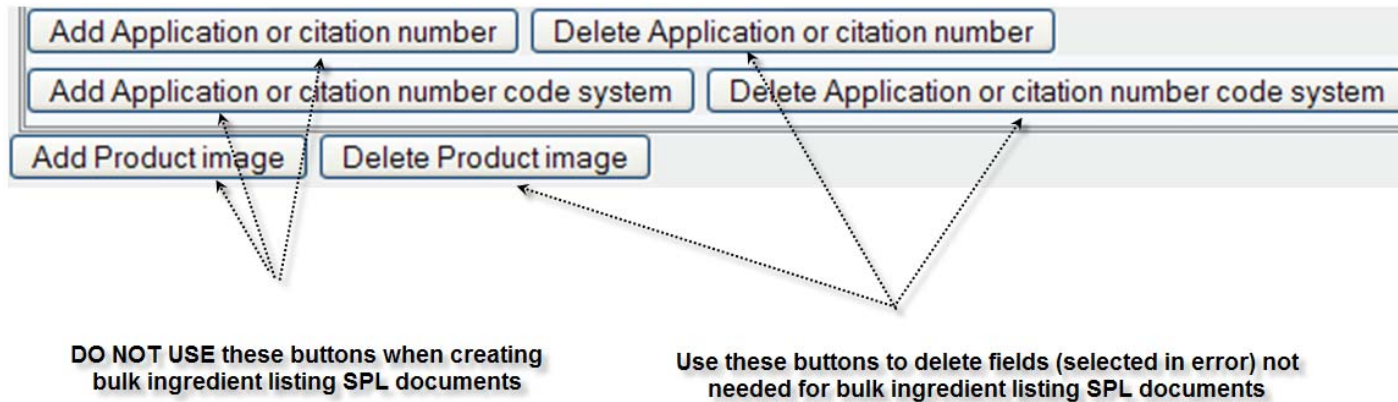 Add Application or citation number Delete Application or citation number
Add Application or citation number code system Delete Application or citation number code system
Add Product image Delete Product image
DO NOT USE these buttons when creating
bulk ingredient listing SPL documents
Use these buttons to delete fields (selected in error) not
needed for bulk ingredient listing SPL documents